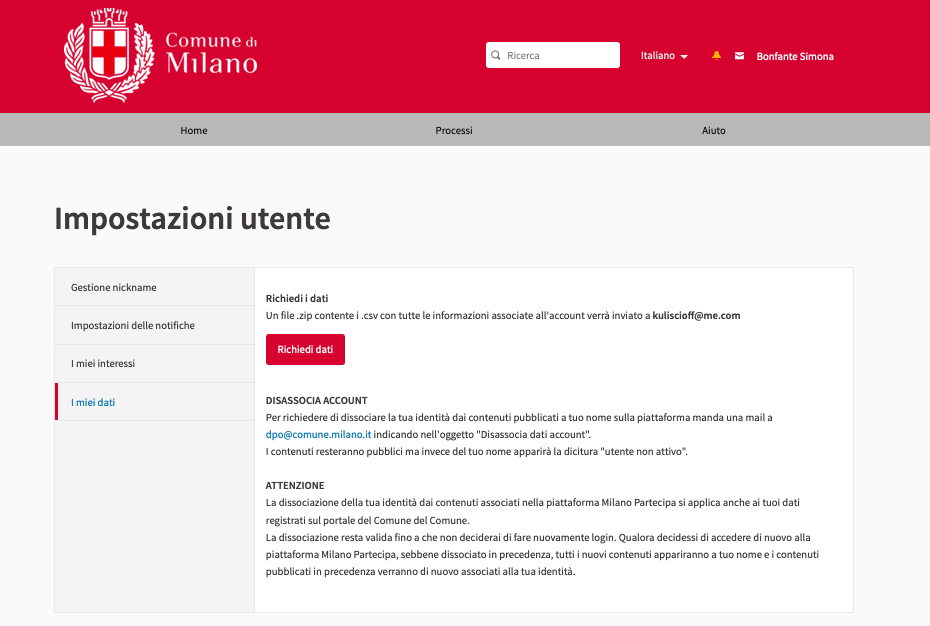 Comune di
Milano
Ricerca
Italiano
Bonfante Simona
Home
Processi
Aiuto
Impostazioni utente
Gestione nickname
Impostazioni delle notifiche
I miei interessi
I miei dati
Richiedi i dati
Un file .zip contente i .csv con tutte le informazioni associate all'account verrà inviato a kuliscioff@me.com
Richiedi dati
DISASSOCIA ACCOUNT
Per richiedere di dissociare la tua identità dai contenuti pubblicati a tuo nome sulla piattaforma manda una mail a
dpo@comune.milano.it indicando nell'oggetto "Disassocia dati account".
I contenuti resteranno pubblici ma invece del tuo nome apparirà la dicitura "utente non attivo".
ATTENZIONE
La dissociazione della tua identità dai contenuti associati nella piattaforma Milano Partecipa si applica anche ai tuoi dati
registrati sul portale del Comune del Comune.
La dissociazione resta valida fino a che non deciderai di fare nuovamente login. Qualora decidessi di accedere di nuovo alla
piattaforma Milano Partecipa, sebbene dissociato in precedenza, tutti i nuovi contenuti appariranno a tuo nome e i contenuti
pubblicati in precedenza verranno di nuovo associati alla tua identità.